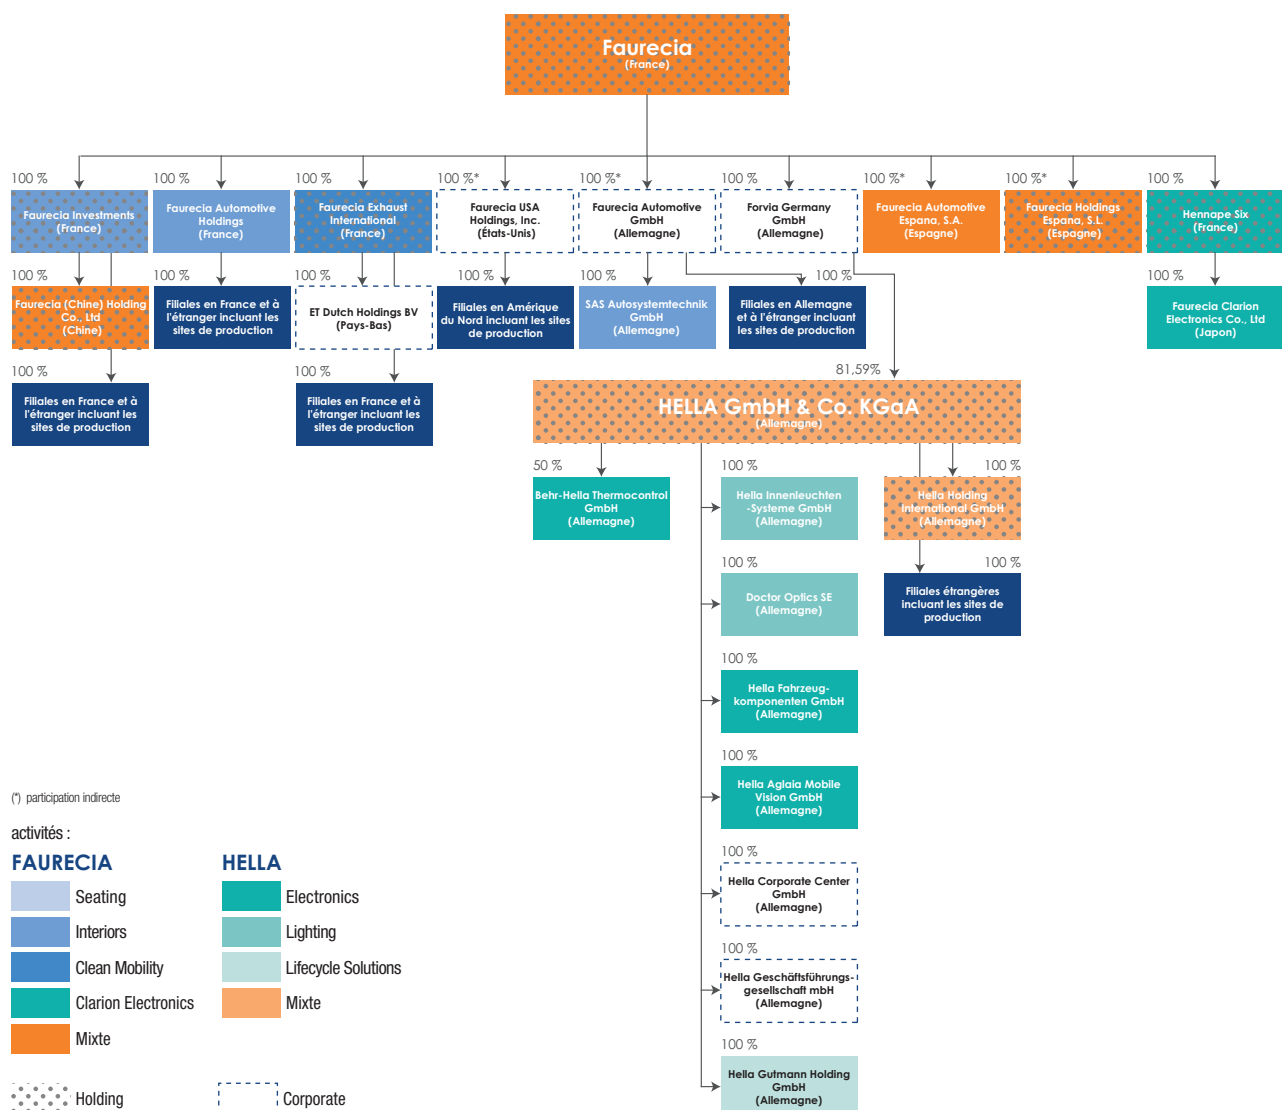 Faurecia
(France)
100 %
100 %
100 %
100 %*
100 %*
100 %
100 %*
100 %*
100 %
Faurecia Investments
(France)
Faurecia Automotive
Holdings
(France)
Faurecia Exhaust
International
(France)
Faurecia USA
Holdings, Inc.
(États-Unis)
Faurecia Automotive
GmbH
(Allemagne)
Forvia Germany
GmbH
(Allemagne)
Faurecia Automotive
Espana, S.A.
(Espagne)
Faurecia Holdings
Espana, S.L.
(Espagne)
Hennape Six
(France)
100 %
100 %
100 %
100 %
100 %
100 %
100 %
Faurecia (Chine) Holding
Co., Ltd
(Chine)
Filiales en France et à
l'étranger incluant les
sites de production
ET Dutch Holdings BV
(Pays-Bas)
Filiales en Amérique
du Nord incluant les sites
de production
SAS Autosystemtechnik
GmbH
(Allemagne)
Filiales en Allemagne
et à l'étranger incluant
les sites de production
Faurecia Clarion
Electronics Co., Ltd
(Japon)
100 %
100 %
81,59%
Filiales en France et à
l'étranger incluant les
sites de production
Filiales en France et à
l'étranger incluant les
sites de production
HELLA GmbH & Co. KGaA
(Allemagne)
50 %
100 %
100 %
Behr-Hella Thermocontrol
GmbH
(Allemagne)
Hella Innenleuchten
-Systeme GmbH
(Allemagne)
Hella Holding
International GmbH
(Allemagne)
100 %
100 %
Doctor Optics SE
(Allemagne)
Filiales étrangères
incluant les sites de
production
100 %
Hella Fahrzeug-
komponenten GmbH
(Allemagne)
100 %
Hella Aglaia Mobile
Vision GmbH
(Allemagne)
100 %
Hella Corporate Center
GmbH
(Allemagne)
100 %
Hella Geschäftsführungs-
gesellschaft mbH
(Allemagne)
100 %
Hella Gutmann Holding
GmbH
(Allemagne)
(*) participation indirecte
activités :
FAURECIA
Seating
Interiors
Clean Mobility
Clarion Electronics
Mixte
HELLA
Electronics
Lighting
Lifecycle Solutions
Mixte
Holding
Corporate